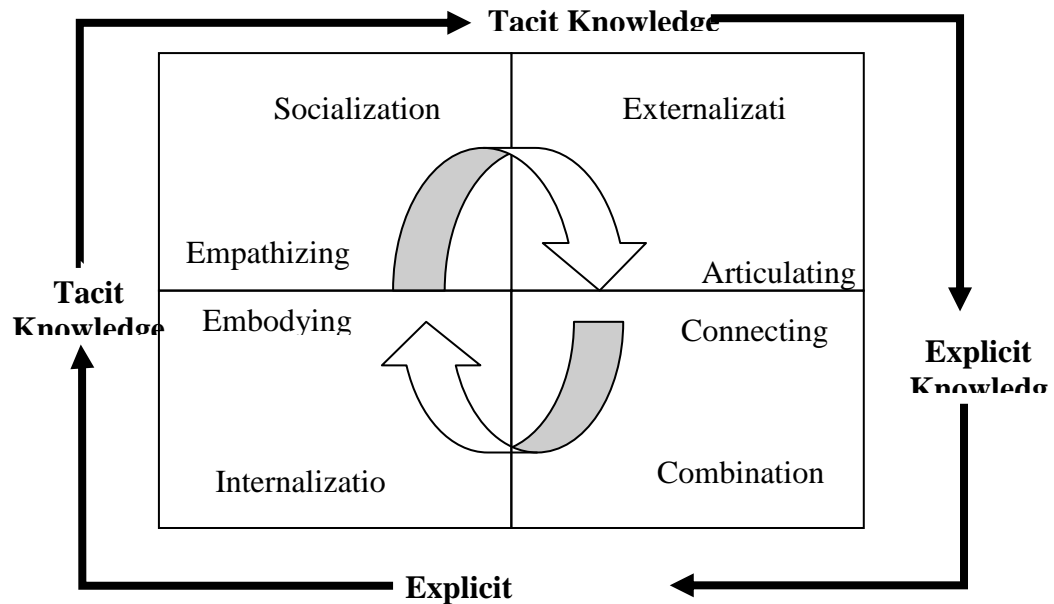 Tacit Knowledge
Socialization
Externalizati
Empathizing
Articulating
Tacit
Knowledge
Embodying
Connecting
Explicit
Knowledg
Internalizatio
Combination
Explicit